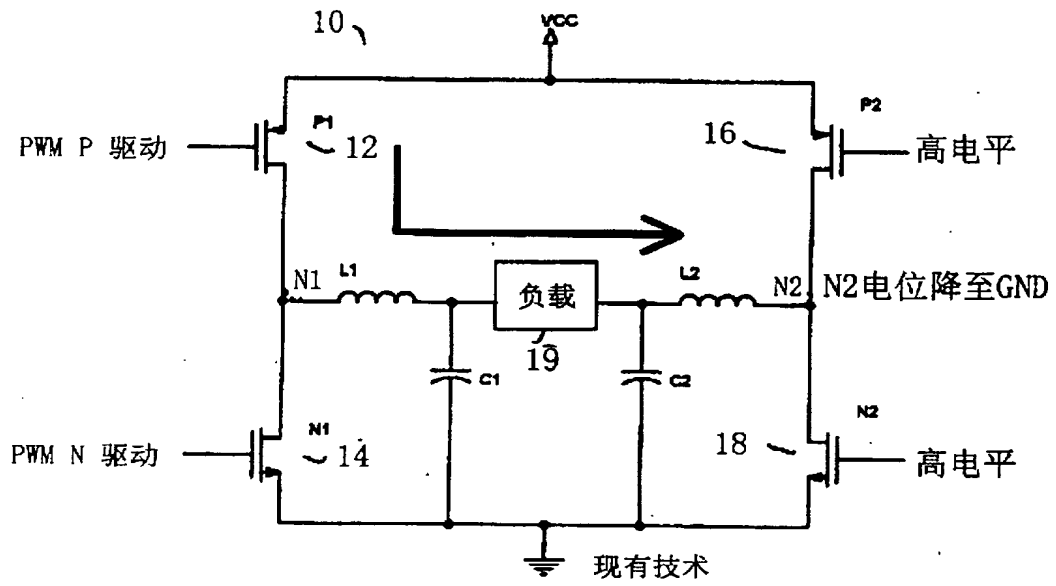 10
VCC
P1
P2
PWM P 驱动
12
16
高电平
N1
L1
负载
L2
N2
N2电位降至GND
19
C1
C2
PWM N 驱动
N1
14
18
N2
高电平
现有技术